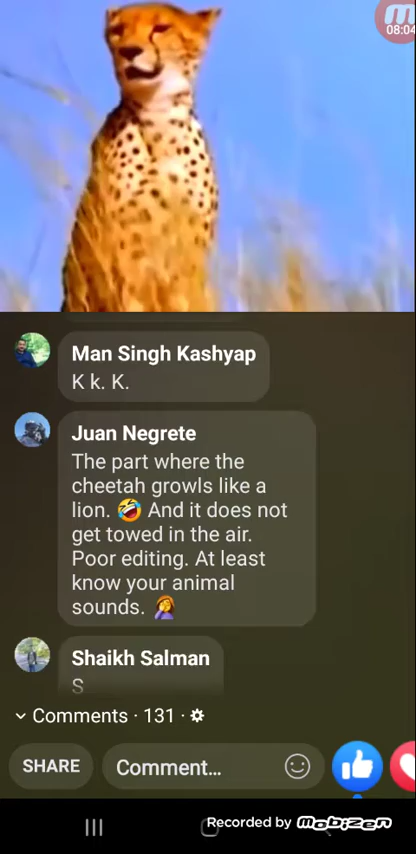 08:04
Man Singh Kashyap
K k. K.
Juan Negrete
The part where the
cheetah growls like a
lion. 🤣 And it does not
get towed in the air.
Poor editing. At least
know your animal
sounds. 🤦‍♀️
Shaikh Salman
S
Comments · 131 ·
SHARE
Comment...
Recorded by Mobizen